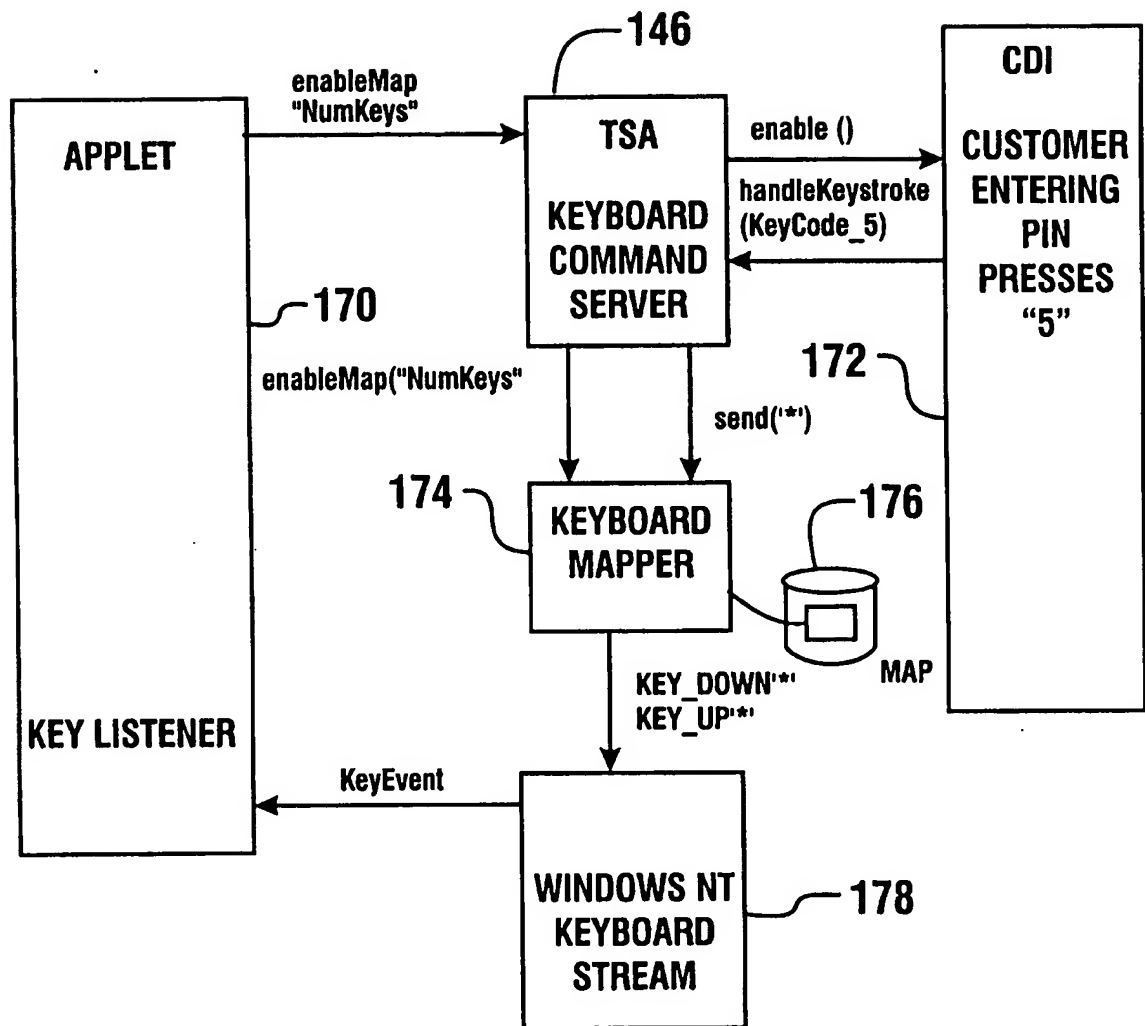 146
enableMap
"NumKeys"
APPLET
TSA
KEYBOARD
COMMAND
SERVER
enable ()
handleKeystroke
(KeyCode_5)
CDI
CUSTOMER
ENTERING
PIN
PRESSES
“5”
170
172
enableMap("NumKeys"
send('*')
174
KEYBOARD
MAPPER
176
MAP
KEY_DOWN'*'
KEY_UP'*'
KEY LISTENER
KeyEvent
WINDOWS NT
KEYBOARD
STREAM
178